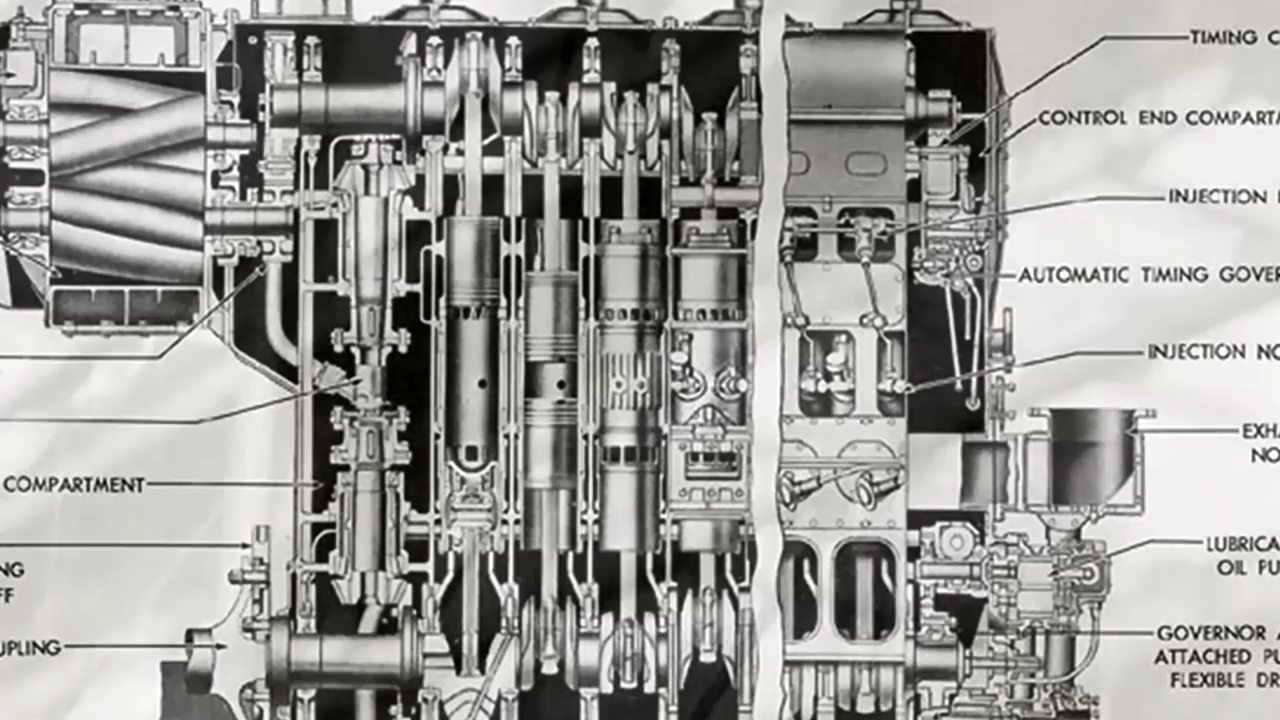 TIMING C
CONTROL END COMPARTM
INJECTION
AUTOMATIC TIMING GOVER
INJECTION NO
COMPARTMENT
EXHA
NO
LUBRICA
OIL PU
NG
FF
UPLING
GOVERNOR A
ATTACHED PU
FLEXIBLE DR